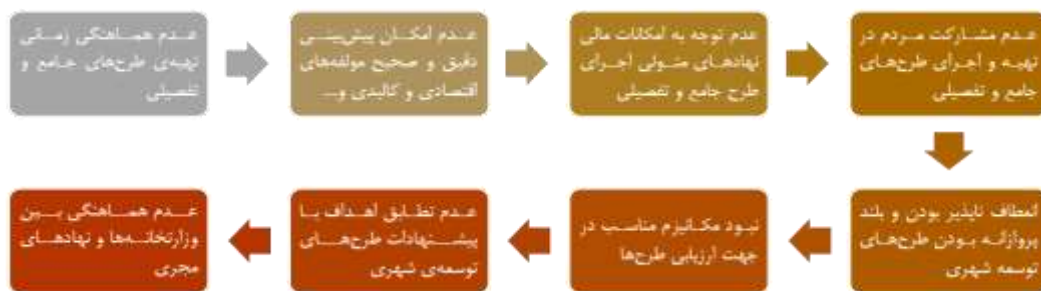 عدم هماهنگی زمانی
تهیه‌ی طرح‌های جامع و
تفصیلی
عدم امکان پیش‌بینی
دقیق و صحیح مولفه‌های
اقتصادی و کالبدی و...
عدم توجه به امکانات مالی
نهادهای متولی اجرای
طرح جامع و تفصیلی
عدم مشارکت مردم در
تهیه و اجرای طرح‌های
جامع و تفصیلی
انعطاف ناپذیر بودن و بلند
پروازانه بودن طرح‌های
توسعه شهری
نبود مکانیزم مناسب در
جهت ارزیابی طرح‌ها
عدم تطابق اهداف با
پیشنهادات طرح‌های
توسعه‌ی شهری
عدم هماهنگی بین
وزارتخانه‌ها و نهادهای
مجری